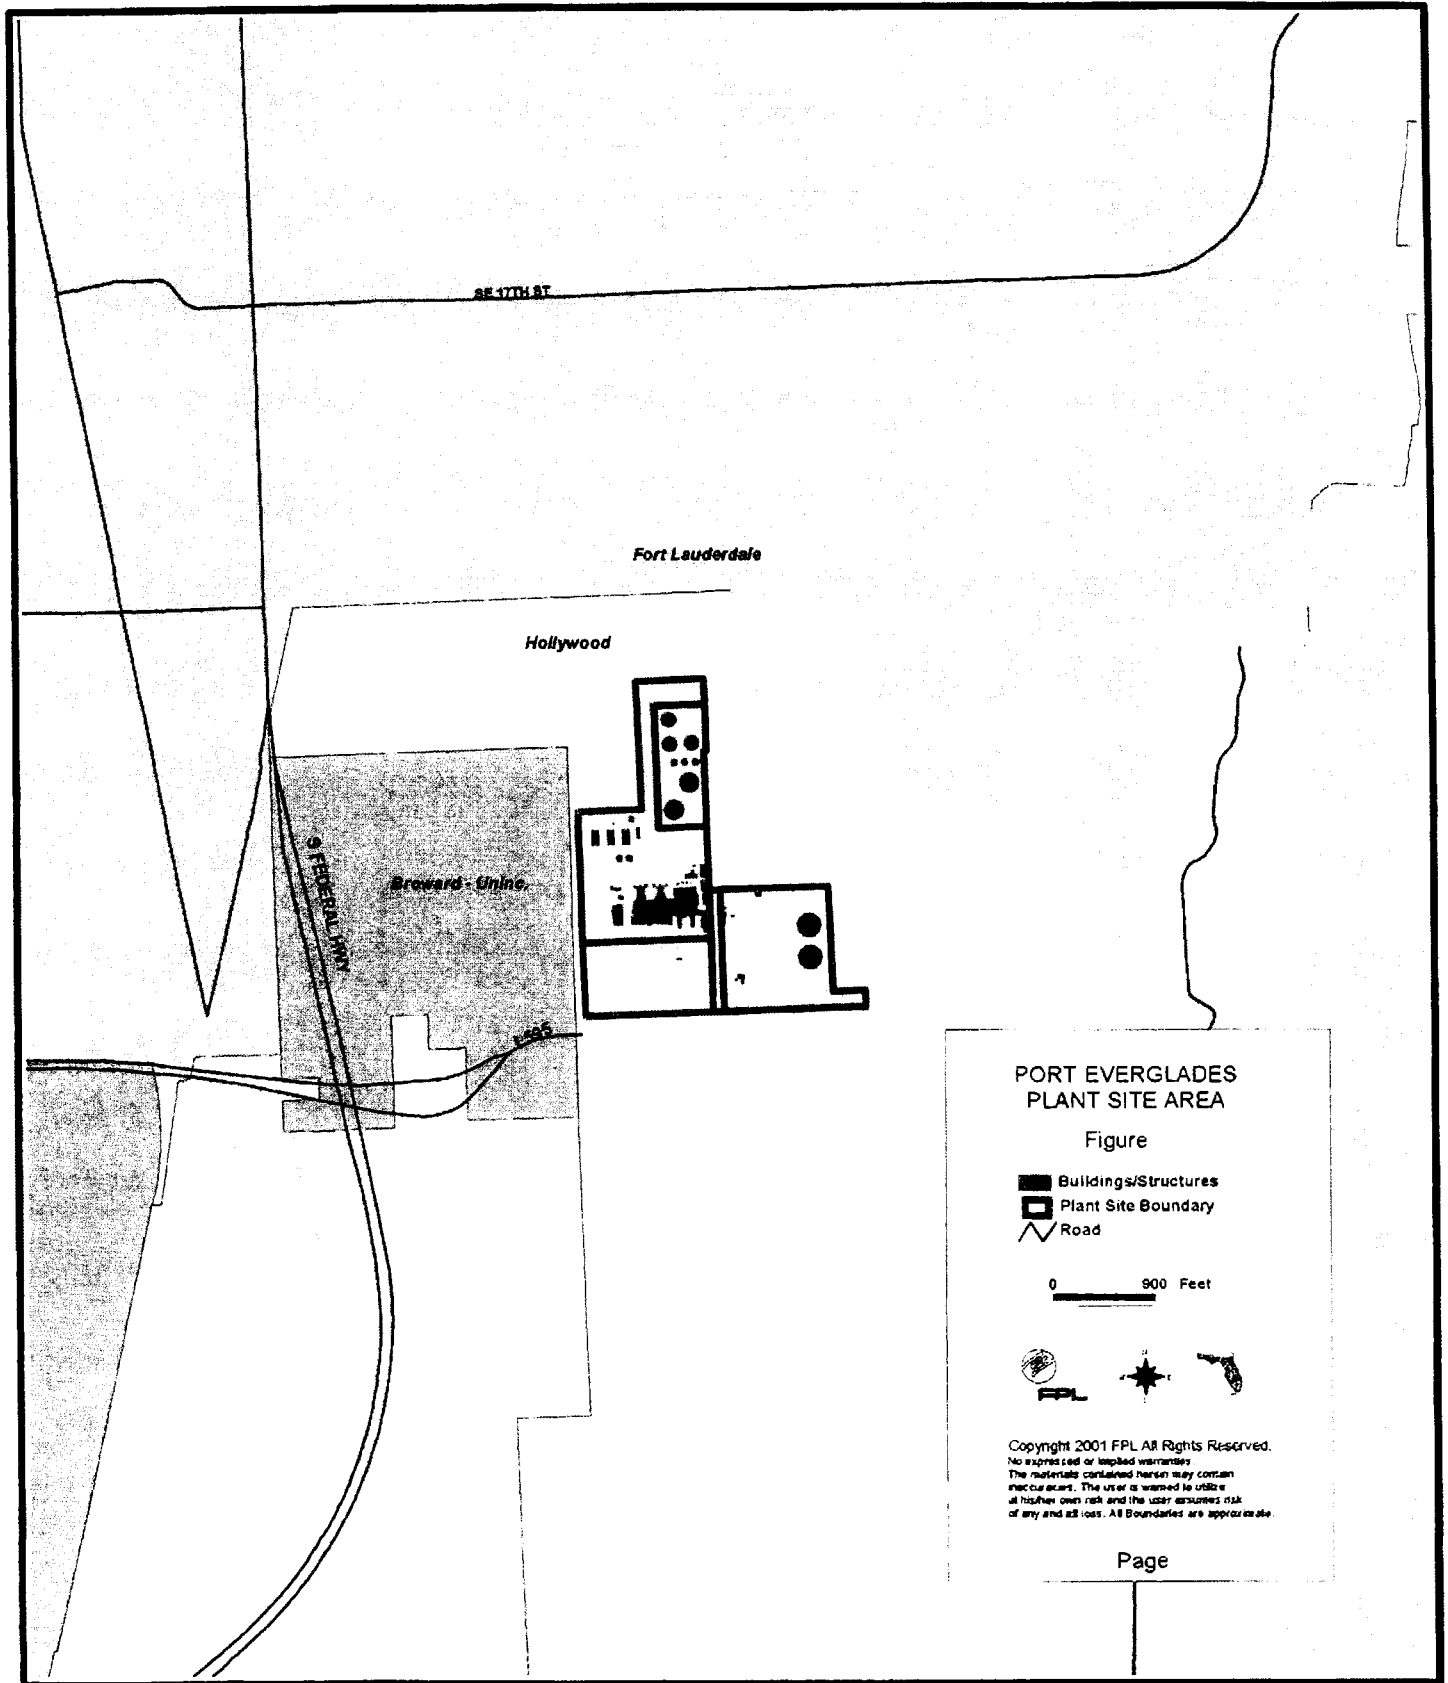 SE 17TH ST
Fort Lauderdale
Hollywood
S FEDERAL HWY
Broward - Uninc.
I-595
PORT EVERGLADES
PLANT SITE AREA
Figure
Buildings/Structures
Plant Site Boundary
Road
0 900 Feet
FPL
Copyright 2001 FPL All Rights Reserved.
No expressed or implied warranties.
The materials contained herein may contain
inaccuracies. The user is warned to utilize
at his/her own risk and the user assumes risk
of any and all loss. All Boundaries are approximate.
Page